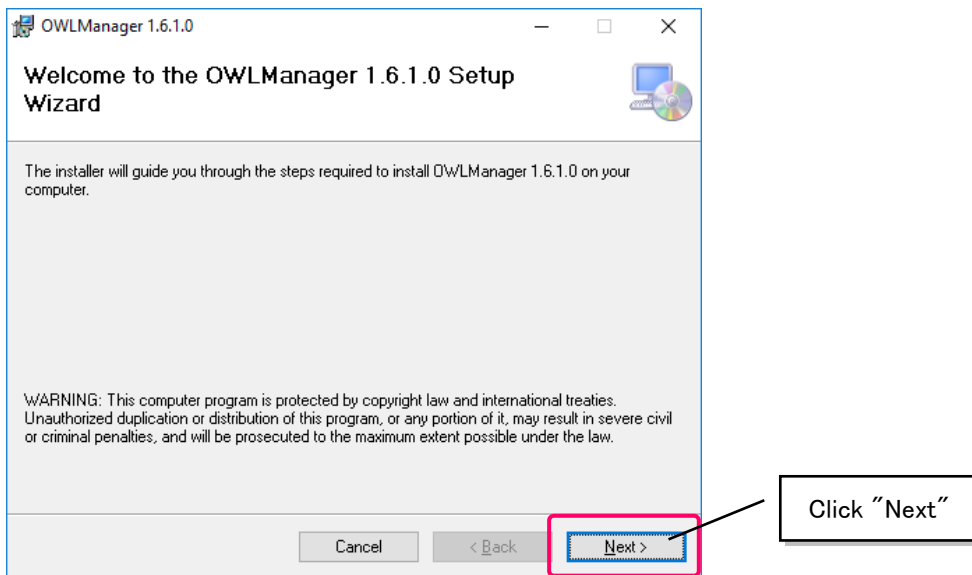 OWLManager 1.6.1.0
Welcome to the OWLManager 1.6.1.0 Setup
Wizard
The installer will guide you through the steps required to install OWLManager 1.6.1.0 on your
computer.
WARNING: This computer program is protected by copyright law and international treaties.
Unauthorized duplication or distribution of this program, or any portion of it, may result in severe civil
or criminal penalties, and will be prosecuted to the maximum extent possible under the law.
Cancel
< Back
Next >
Click "Next"